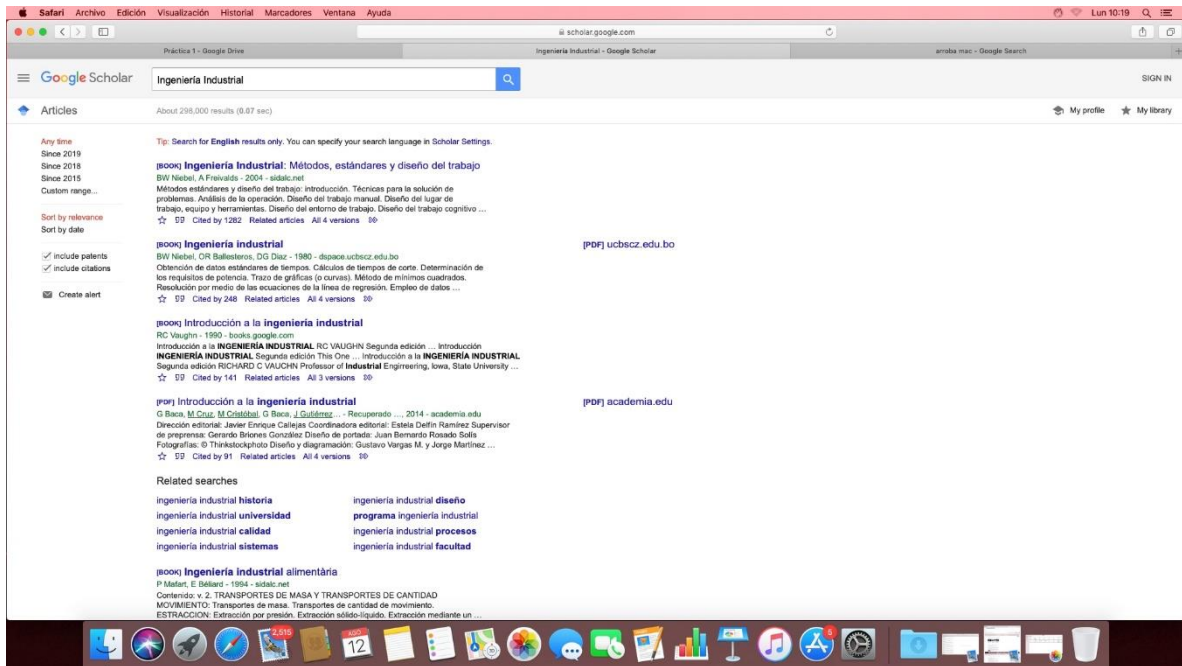 Safari Archivo Edición Visualización Historial Marcadores Ventana Ayuda Lun 10:19
scholar.google.com
Práctica 1 - Google Drive Ingeniería Industrial - Google Scholar arroba mac - Google Search
Google Scholar Ingeniería Industrial SIGN IN
Articles About 298,000 results (0.07 sec) My profile My library
Any time
Since 2019
Since 2018
Since 2015
Custom range...
Sort by relevance
Sort by date
include patents
include citations
Create alert
Tip: Search for English results only. You can specify your search language in Scholar Settings.
[BOOK] Ingeniería Industrial: Métodos, estándares y diseño del trabajo
BW Niebel, A Freivalds - 2004 - sidalc.net
Métodos estándares y diseño del trabajo: introducción. Técnicas para la solución de
problemas. Análisis de la operación. Diseño del trabajo manual. Diseño del lugar de
trabajo, equipo y herramientas. Diseño del entorno de trabajo. Diseño del trabajo cognitivo ...
Cited by 1282 Related articles All 4 versions
[BOOK] Ingeniería industrial [PDF] ucbscz.edu.bo
BW Niebel, OR Ballesteros, DG Diaz - 1980 - dspace.ucbscz.edu.bo
Obtención de datos estándares de tiempos. Cálculos de tiempos de corte. Determinación de
los requisitos de potencia. Trazo de gráficas (o curvas). Método de mínimos cuadrados.
Resolución por medio de las ecuaciones de la línea de regresión. Empleo de datos ...
Cited by 248 Related articles All 4 versions
[BOOK] Introducción a la ingeniería industrial
RC Vaughn - 1990 - books.google.com
Introducción a la INGENIERÍA INDUSTRIAL RC VAUGHN Segunda edición ... Introducción
INGENIERÍA INDUSTRIAL Segunda edición This One ... Introducción a la INGENIERÍA INDUSTRIAL
Segunda edición RICHARD C VAUCHN Professor of Industrial Engirreering, Iowa, State University ...
Cited by 141 Related articles All 3 versions
[PDF] Introducción a la ingeniería industrial [PDF] academia.edu
G Baca, M Cruz, M Cristóbal, G Baca, J Gutiérrez... - Recuperado ..., 2014 - academia.edu
Dirección editorial: Javier Enrique Callejas Coordinadora editorial: Estela Delfín Ramírez Supervisor
de preprensa: Gerardo Briones González Diseño de portada: Juan Bernardo Rosado Solís
Fotografías: © Thinkstockphoto Diseño y diagramación: Gustavo Vargas M. y Jorge Martínez ...
Cited by 91 Related articles All 4 versions
Related searches
ingeniería industrial historia ingeniería industrial diseño
ingeniería industrial universidad programa ingeniería industrial
ingeniería industrial calidad ingeniería industrial procesos
ingeniería industrial sistemas ingeniería industrial facultad
[BOOK] Ingeniería industrial alimentària
P Mafart, E Béliard - 1994 - sidalc.net
Contenido: v. 2. TRANSPORTES DE MASA Y TRANSPORTES DE CANTIDAD
MOVIMIENTO: Transportes de masa. Transportes de cantidad de movimiento.
ESTRACCION: Extracción por presión. Extrección sólido-líquido. Extracción mediante un ...
2,515
AGO
12
5